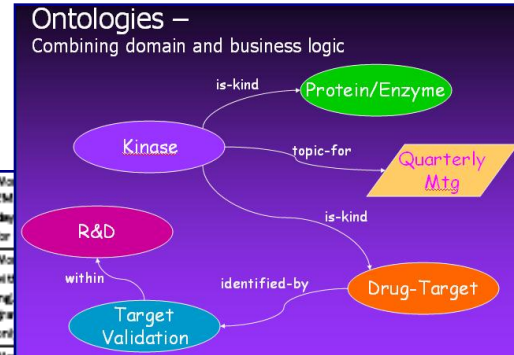 Ontologies –
Combining domain and business logic
is-kind
Protein/Enzyme
Kinase
topic-for
Quarterly
Mtg
is-kind
R&D
within
identified-by
Drug-Target
Target
Validation